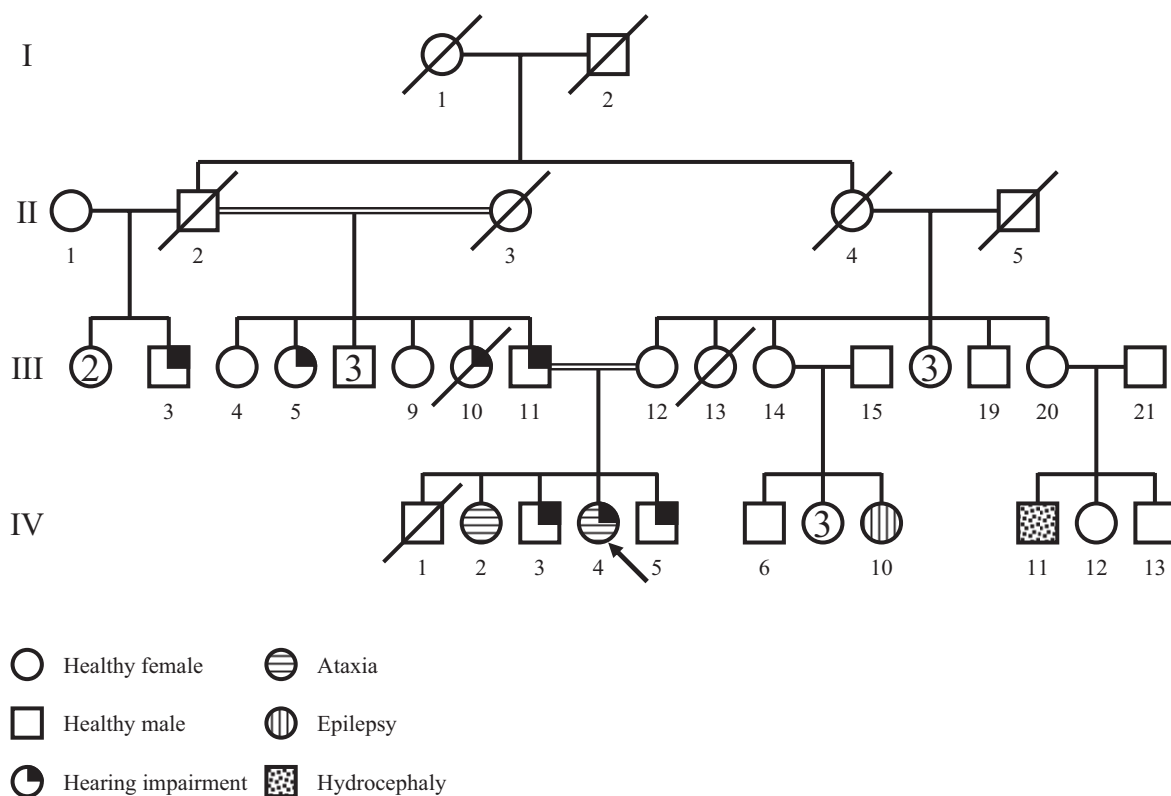 I
1 2
II
1 2 3 4 5
2 3
III
3 4 5 9 10 11 12 13 14 15 19 20 21
3
IV
1 2 3 4 5 6 10 11 12 13
Healthy female Ataxia
Healthy male Epilepsy
Hearing impairment Hydrocephaly